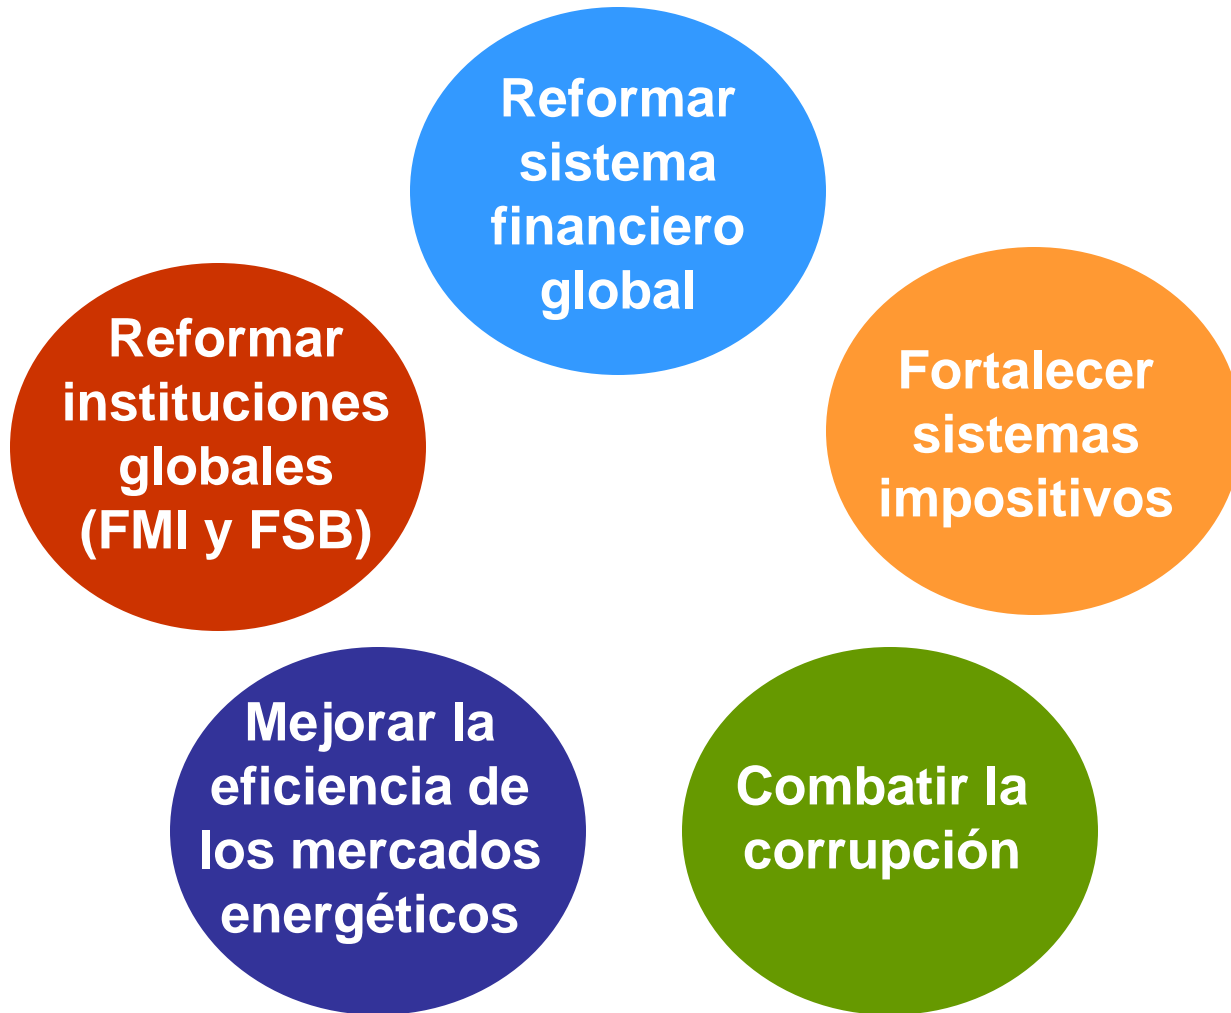 Reformar
sistema
financiero
global
Fortalecer
sistemas
impositivos
Combatir la
corrupción
Mejorar la
eficiencia de
los mercados
energéticos
Reformar
instituciones
globales
(FMI y FSB)